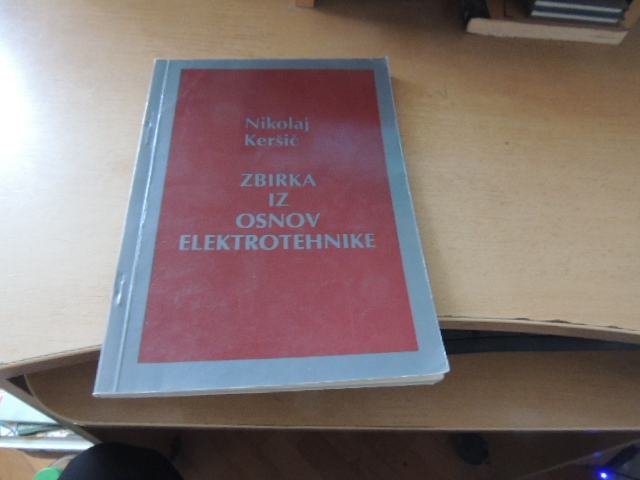 Nikolaj
Keršič
ZBIRKA
IZ
OSNOV
ELEKTROTEHNIKE